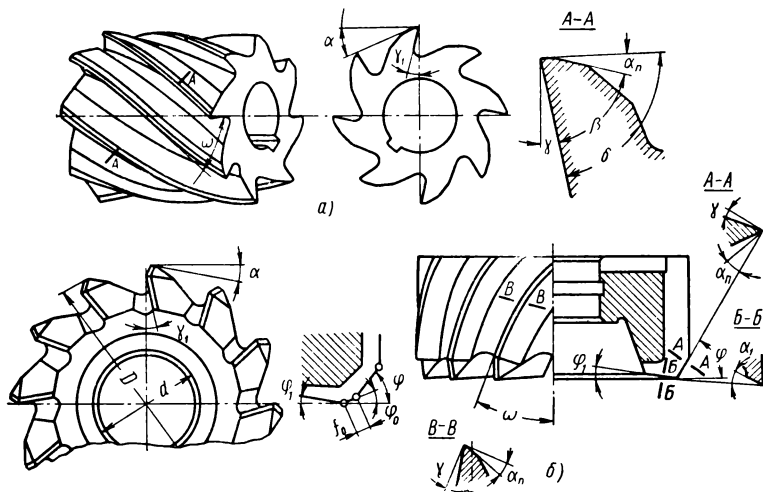 А-А
α
γ₁
αₙ
А
ω
А
β
γ
б
а)
А-А
γ
αₙ
α
γ₁
D
d
В
В
Б-Б
φ₁
φ
φ₀
f₀
φ₁
А
Б
А
φ
α₁
Б
ω
В-В
γ
αₙ
б)